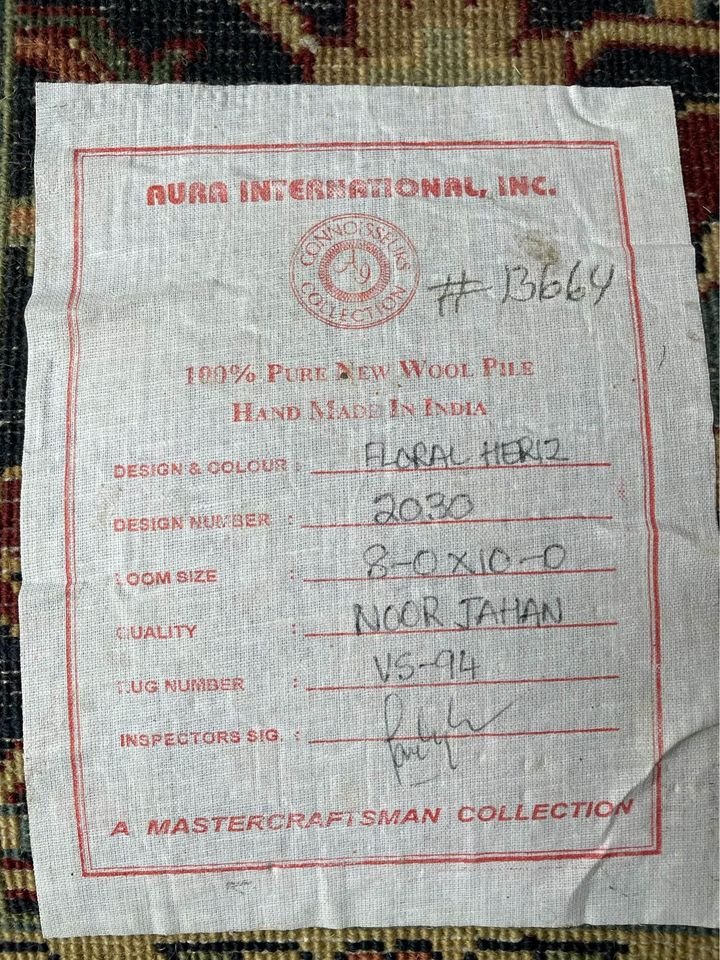 AURA INTERNATIONAL, INC.
CONNOISSEURS
COLLECTION
# B664
100% PURE NEW WOOL PILE
HAND MADE IN INDIA
DESIGN & COLOUR : FLORAL HERIZ
DESIGN NUMBER : 2030
LOOM SIZE : 8-0X10-0
QUALITY : NOOR JAHAN
RUG NUMBER : VS-94
INSPECTORS SIG. :
A MASTERCRAFTSMAN COLLECTION